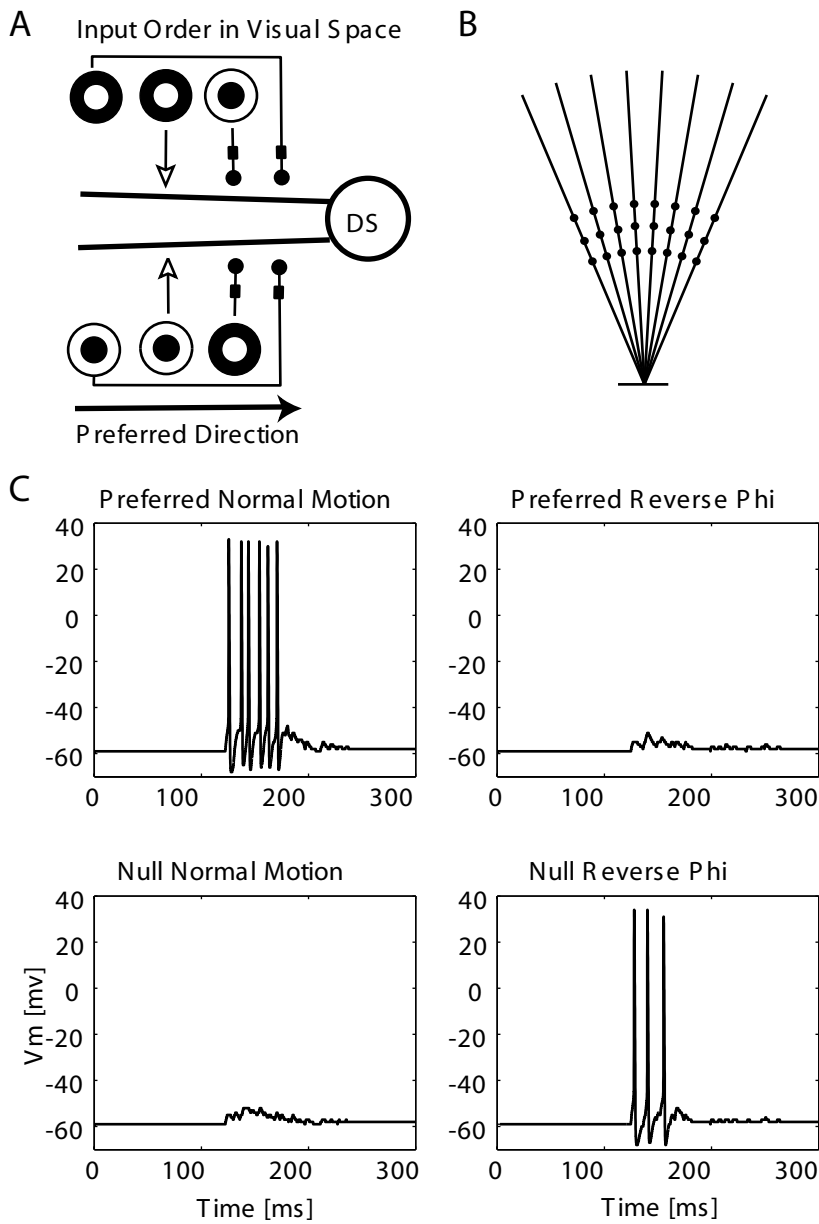 A
Input Order in Visual Space
DS
Preferred Direction
B
C
Preferred Normal Motion
40
20
0
-20
-40
-60
0 100 200 300
Preferred Reverse Phi
40
20
0
-20
-40
-60
0 100 200 300
Null Normal Motion
40
20
0
-20
-40
-60
Vm [mv]
0 100 200 300
Time [ms]
Null Reverse Phi
40
20
0
-20
-40
-60
0 100 200 300
Time [ms]